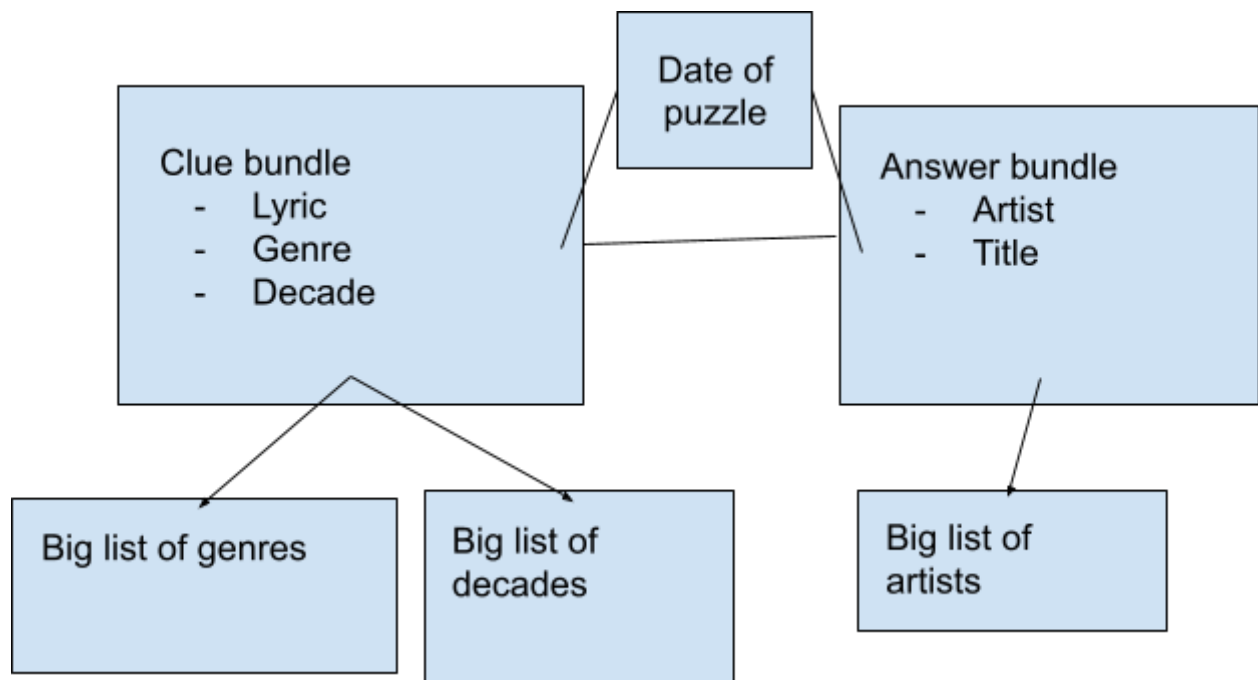 Date of
puzzle
Clue bundle
- Lyric
- Genre
- Decade
Answer bundle
- Artist
- Title
Big list of genres
Big list of
decades
Big list of
artists